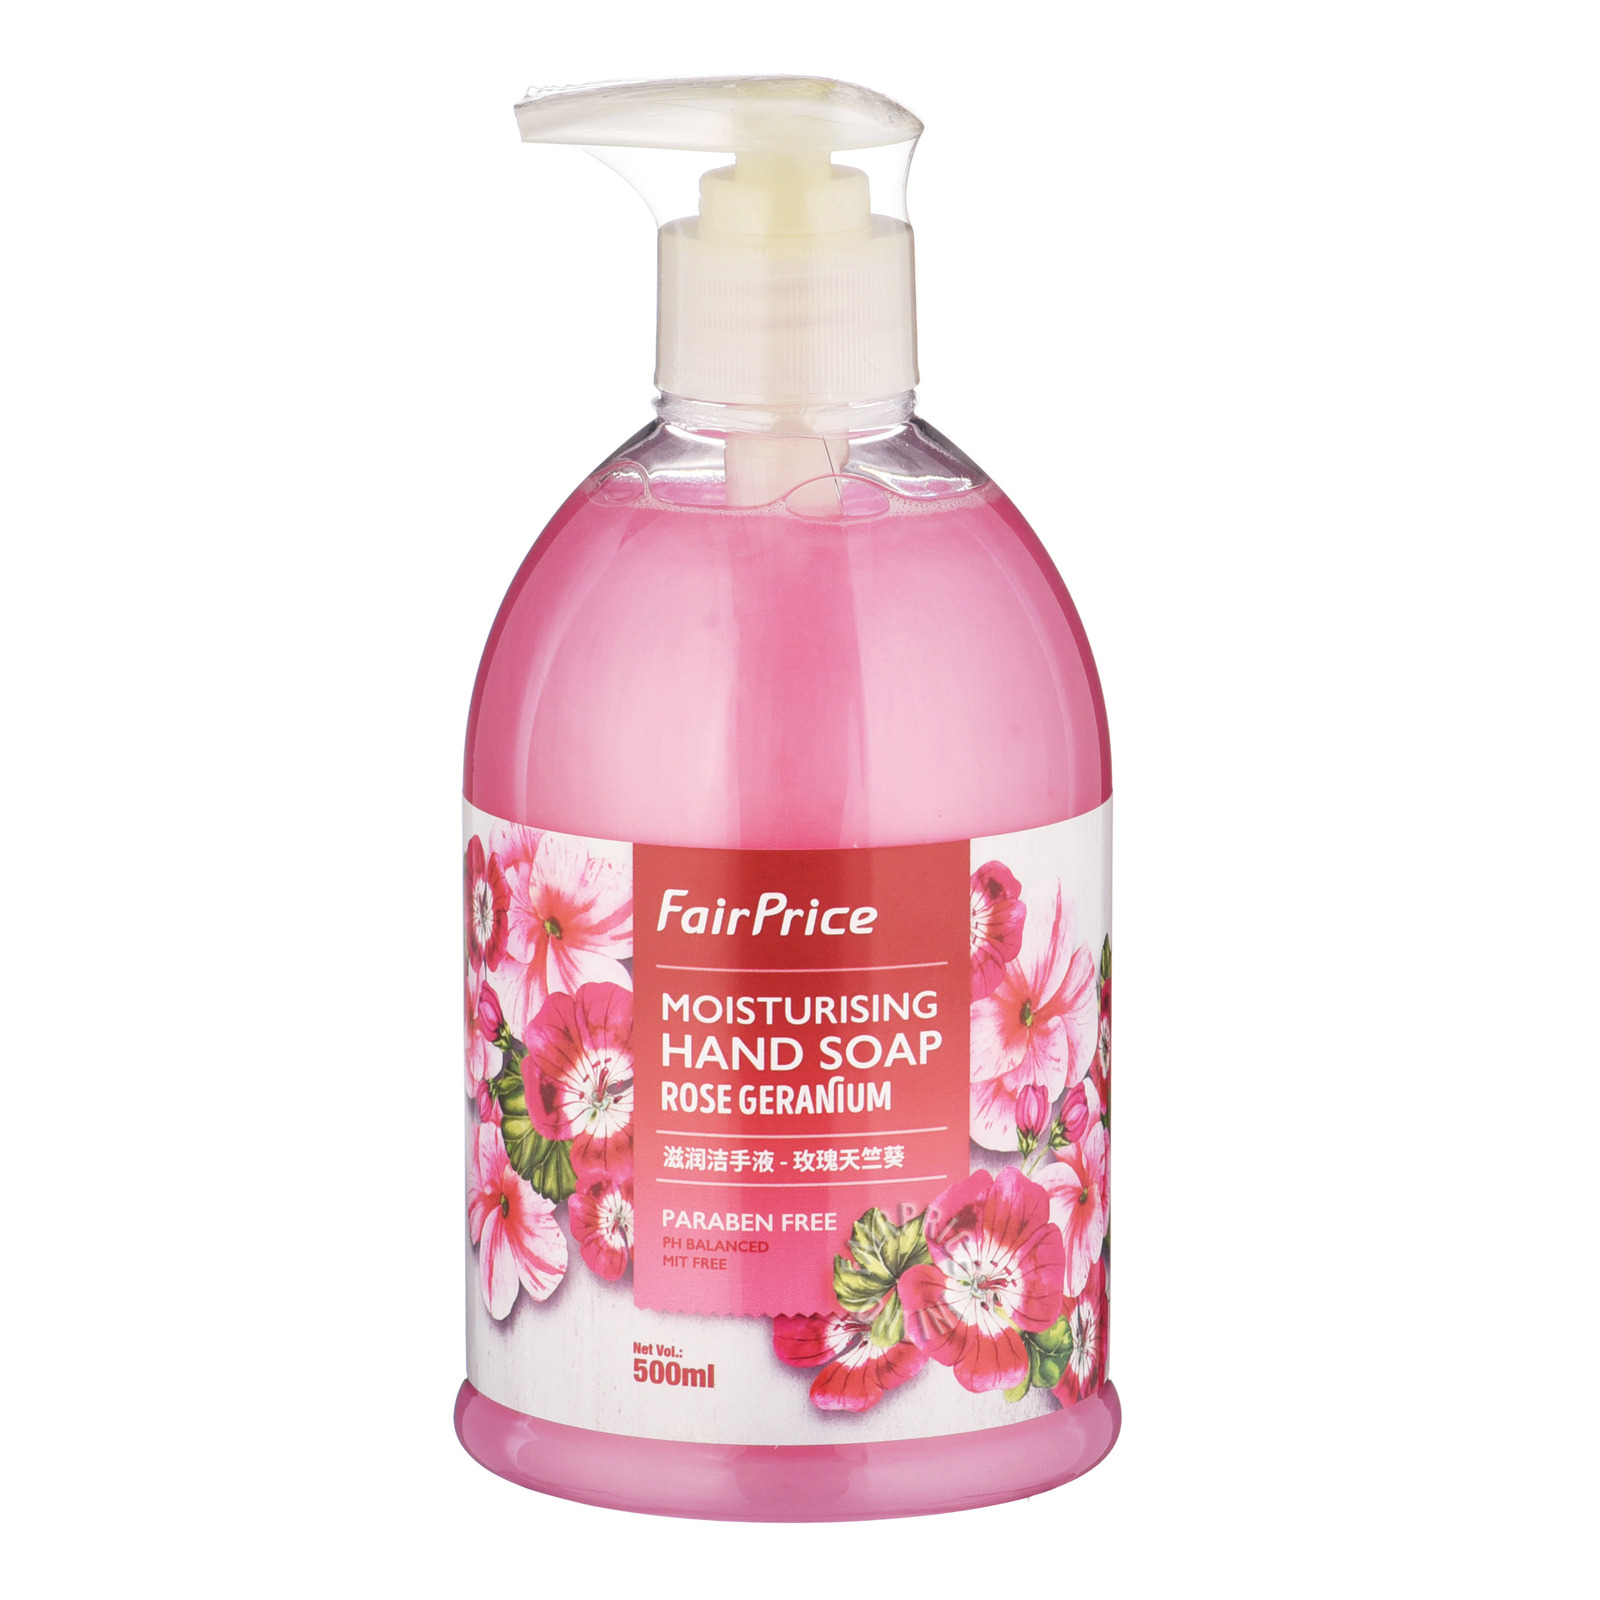 FairPrice
MOISTURISING
HAND SOAP
ROSE GERANIUM
滋润洁手液 - 玫瑰天竺葵
PARABEN FREE
PH BALANCED
MIT FREE
Net Vol.:
500ml